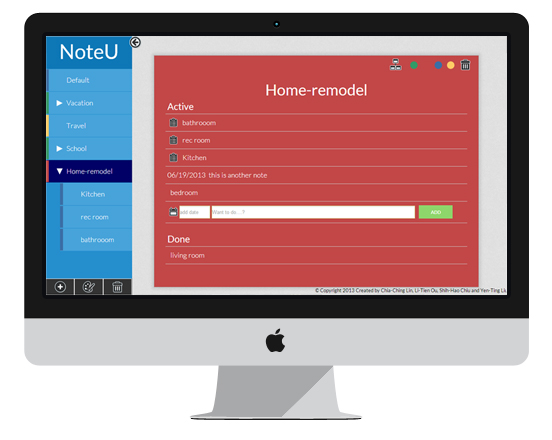 NoteU
Default
Vacation
Travel
School
Home-remodel
Kitchen
rec room
bathrooom
Home-remodel
Active
bathrooom
rec room
Kitchen
06/19/2013 this is another note
bedroom
add date
Want to do. . . ?
ADD
Done
living room
© Copyright 2013 Created by Chia-Ching Lin, Li-Tien Ou, Shih-Hao Chiu and Yen-Ting